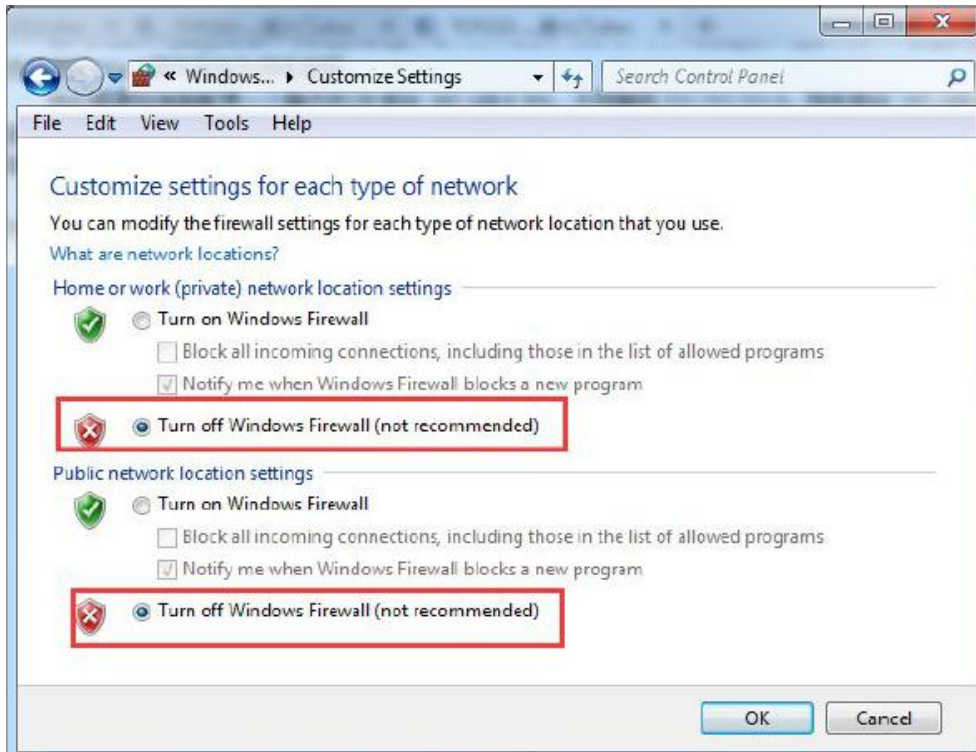 « Windows... ▸ Customize Settings
Search Control Panel
File Edit View Tools Help
Customize settings for each type of network
You can modify the firewall settings for each type of network location that you use.
What are network locations?
Home or work (private) network location settings
Turn on Windows Firewall
Block all incoming connections, including those in the list of allowed programs
Notify me when Windows Firewall blocks a new program
Turn off Windows Firewall (not recommended)
Public network location settings
Turn on Windows Firewall
Block all incoming connections, including those in the list of allowed programs
Notify me when Windows Firewall blocks a new program
Turn off Windows Firewall (not recommended)
OK Cancel